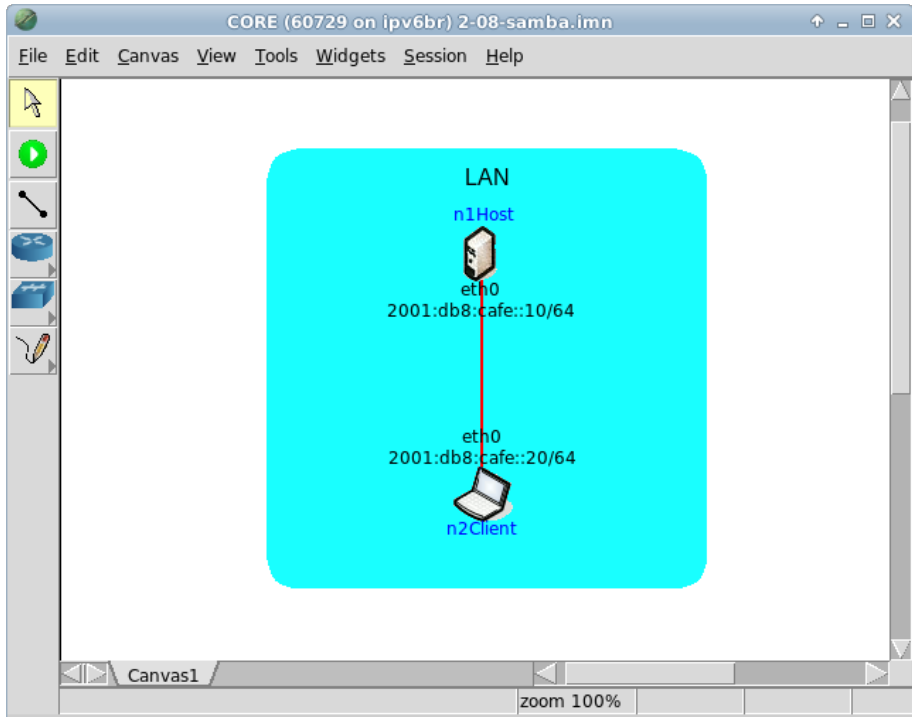 CORE (60729 on ipv6br) 2-08-samba.imn
File Edit Canvas View Tools Widgets Session Help
LAN
n1Host
eth0
2001:db8:cafe::10/64
eth0
2001:db8:cafe::20/64
n2Client
Canvas1
zoom 100%